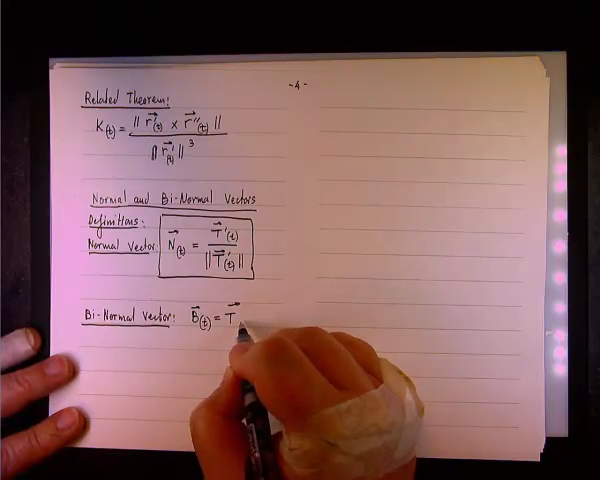 -4-
Related Theorem:
K(t) = ‖ r⃗'(t) × r⃗''(t) ‖ / ‖ r⃗'(t) ‖³
Normal and Bi-Normal Vectors
Definitions:
Normal Vector: N⃗(t) = T⃗'(t) / ‖ T⃗'(t) ‖
Bi-Normal Vector: B⃗(t) = T⃗